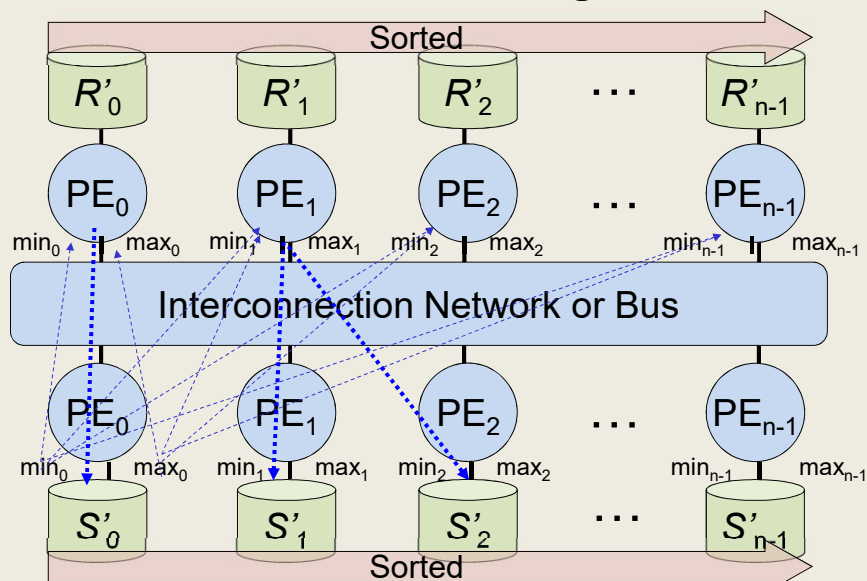 Sorted
R’0 R’1 R’2 ... R’n-1
PE0 PE1 PE2 ... PEn-1
min0 max0 min1 max1 min2 max2 minn-1 maxn-1
Interconnection Network or Bus
PE0 PE1 PE2 ... PEn-1
min0 max0 min1 max1 min2 max2 minn-1 maxn-1
S’0 S’1 S’2 ... S’n-1
Sorted